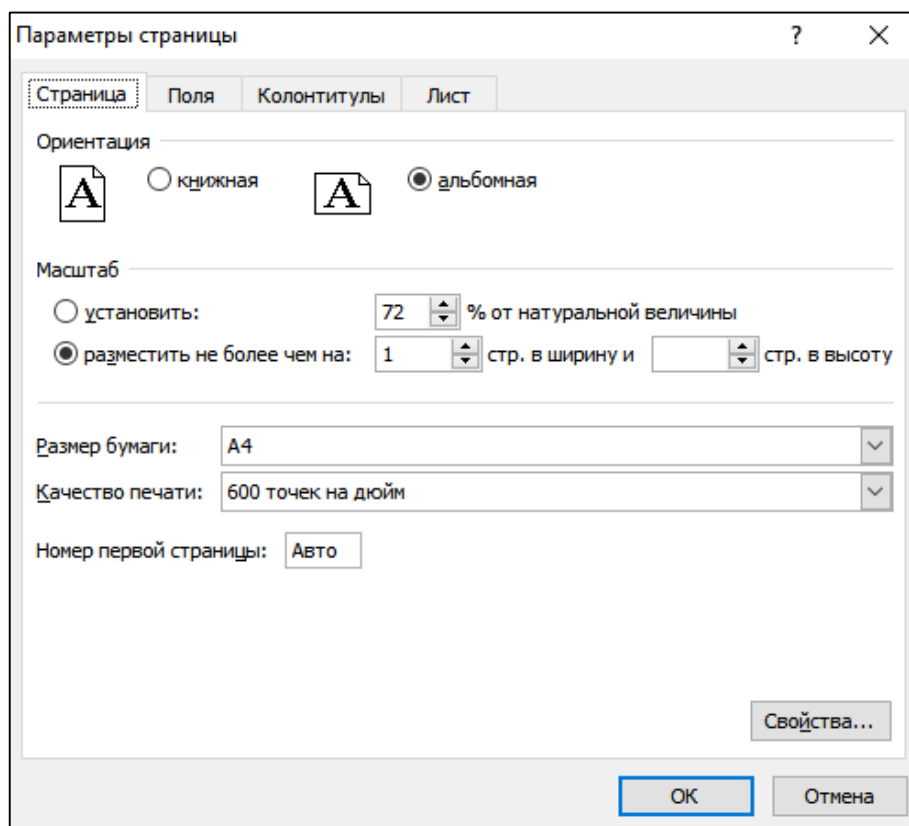 Параметры страницы ?
Страница Поля Колонтитулы Лист
Ориентация
A книжная A альбомная
Масштаб
установить: 72 % от натуральной величины
разместить не более чем на: 1 стр. в ширину и стр. в высоту
Размер бумаги: A4
Качество печати: 600 точек на дюйм
Номер первой страницы: Авто
Свойства...
ОК Отмена